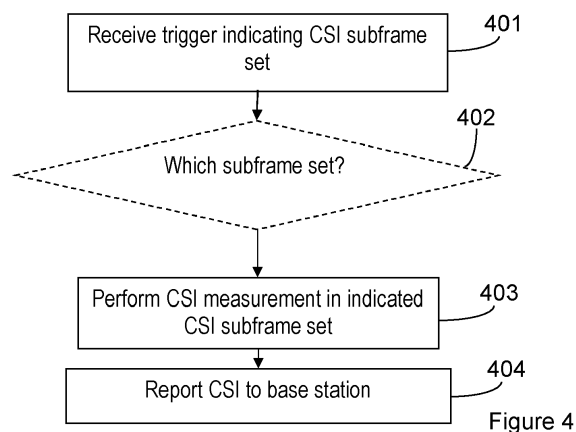 Receive trigger indicating CSI subframe
set
401
402
Which subframe set?
Perform CSI measurement in indicated
CSI subframe set
403
Report CSI to base station
404
Figure 4